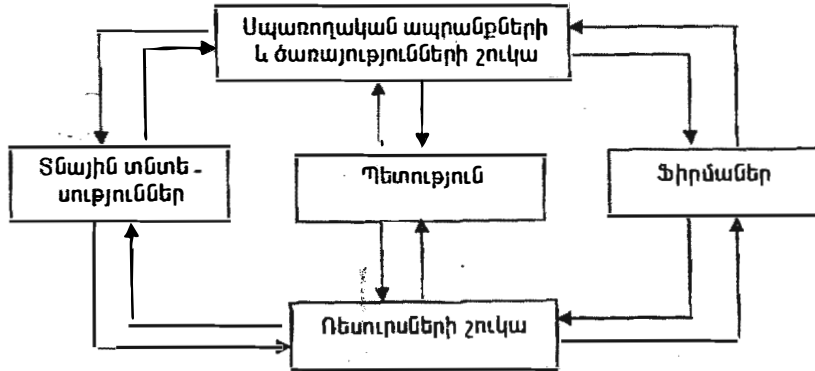 Սպառողական ապրանքների
և ծառայությունների շուկա
Տնային տնտե-
սություններ
Պետություն
Ֆիրմաներ
Ռեսուրսների շուկա